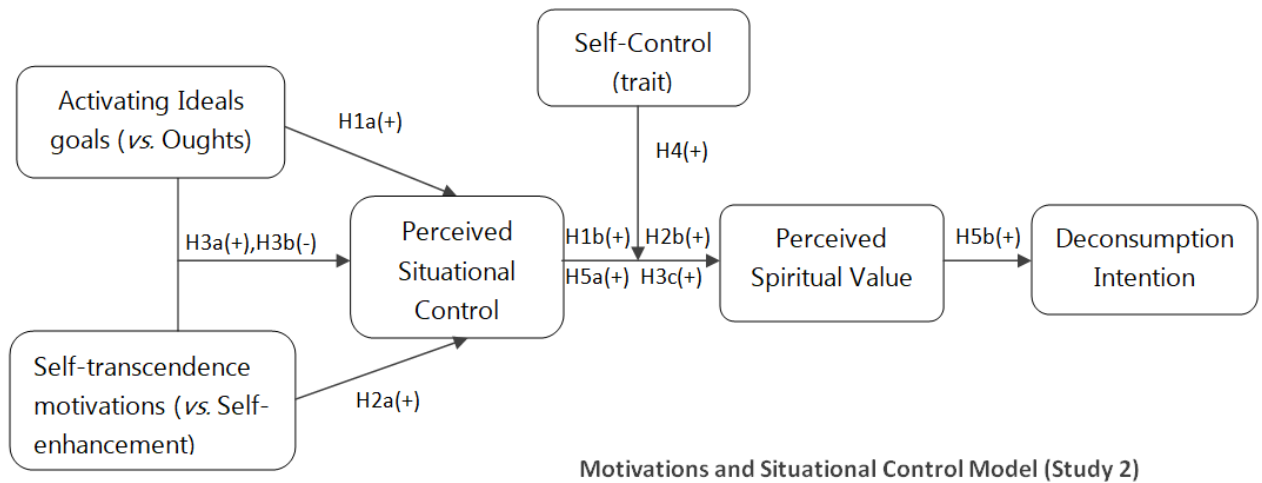 Self-Control
(trait)
Activating Ideals
goals (vs. Oughts)
H1a(+)
H4(+)
H3a(+),H3b(-)
Perceived
Situational
Control
H1b(+) H2b(+)
H5a(+) H3c(+)
Perceived
Spiritual Value
H5b(+)
Deconsumption
Intention
Self-transcendence
motivations (vs. Self-
enhancement)
H2a(+)
Motivations and Situational Control Model (Study 2)